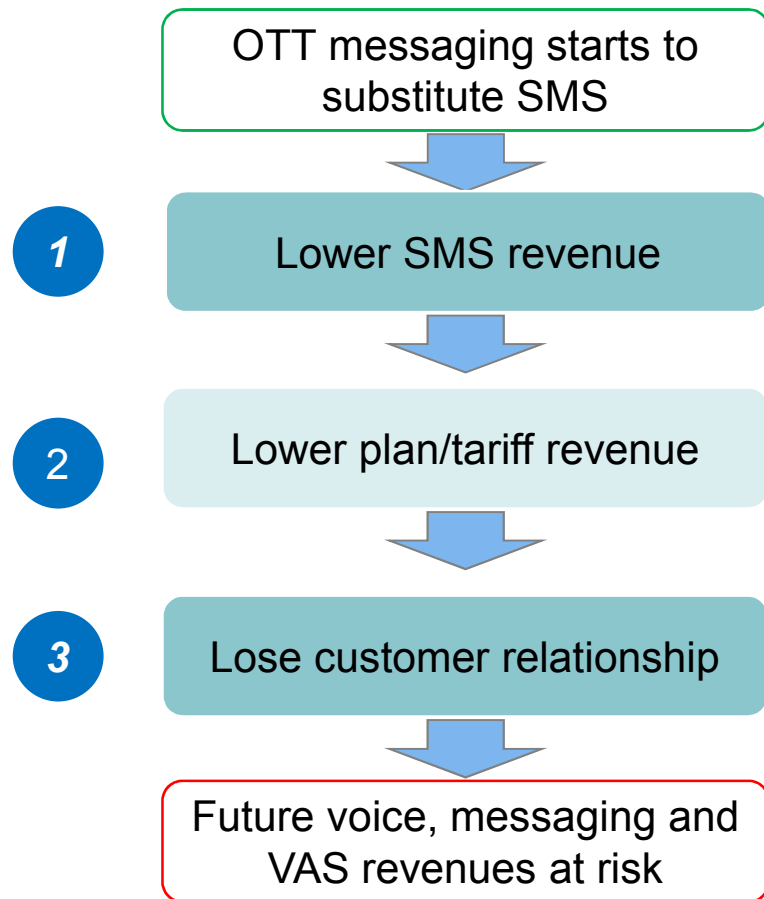 OTT messaging starts to
substitute SMS
1
Lower SMS revenue
2
Lower plan/tariff revenue
3
Lose customer relationship
Future voice, messaging and
VAS revenues at risk